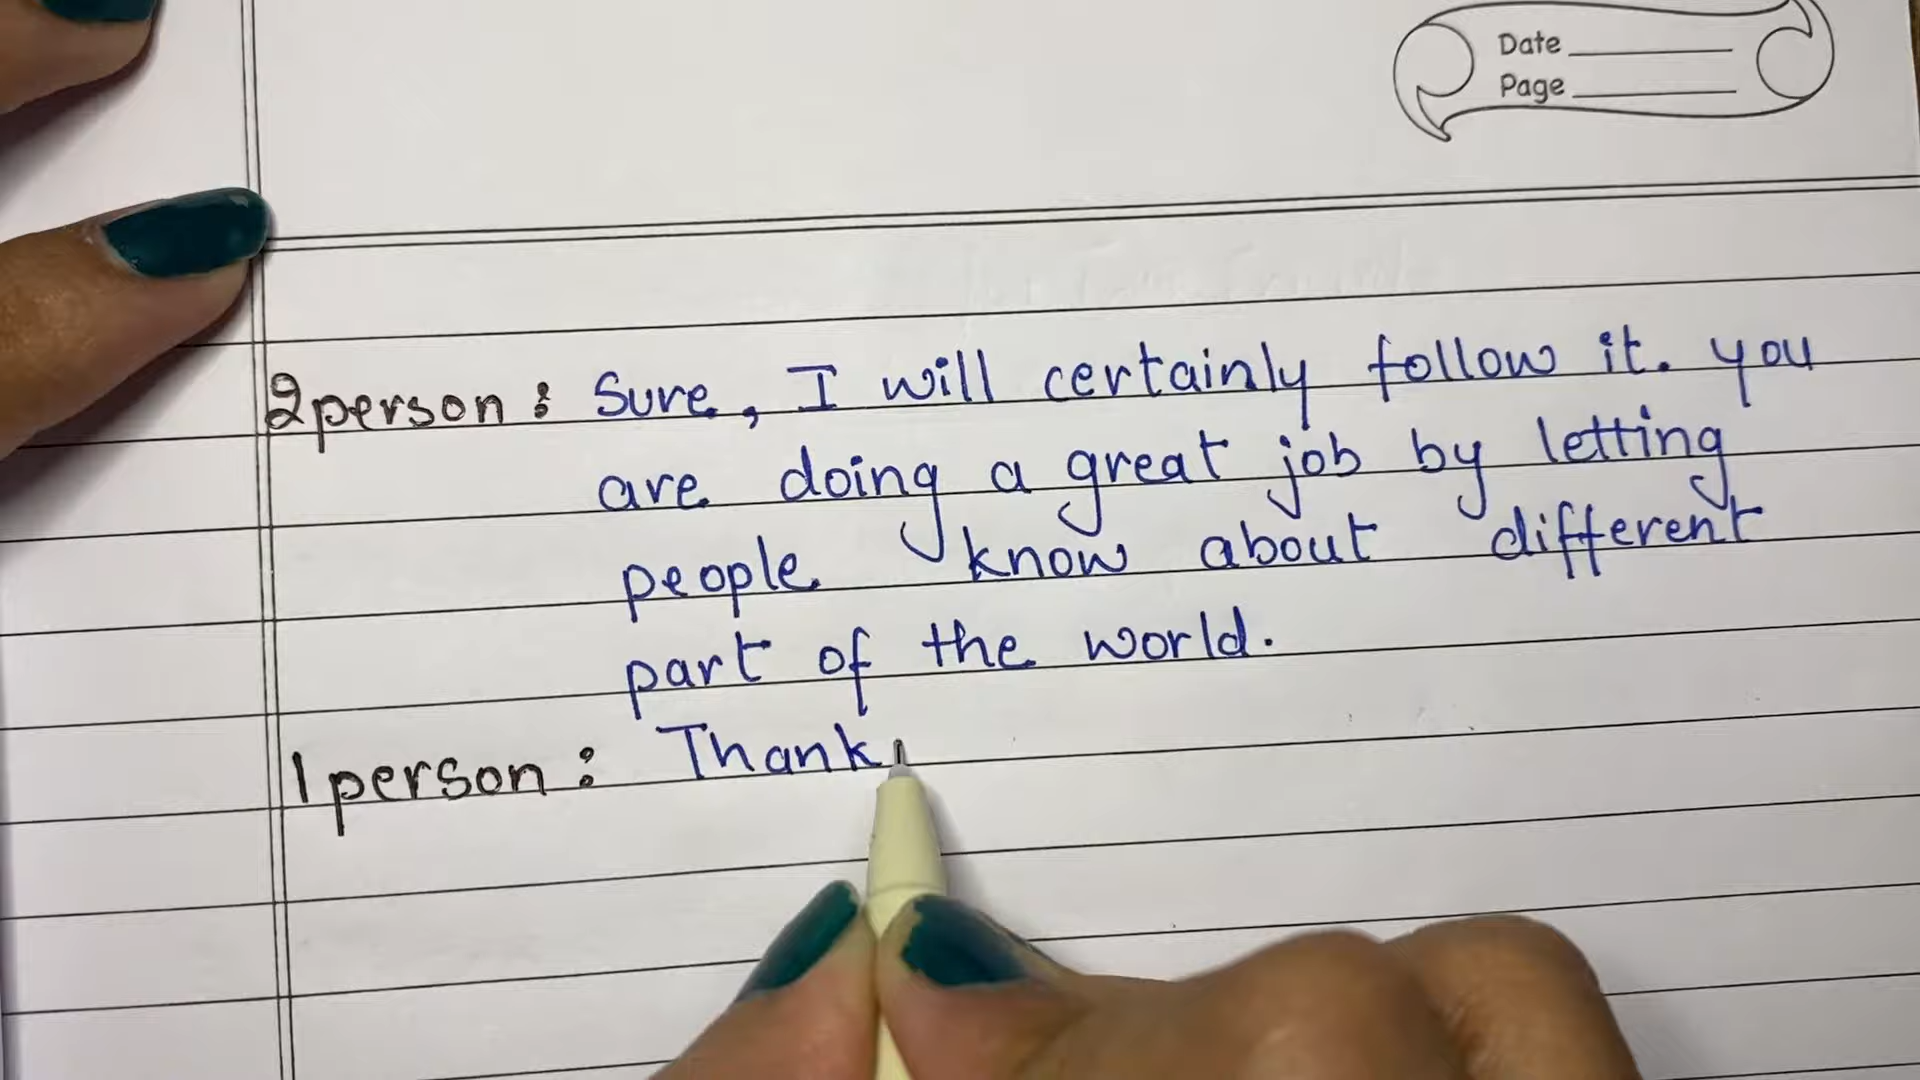 Date
Page
2person : Sure, I will certainly follow it. you
are doing a great job by letting
people know about different
part of the world.
1person : Thank